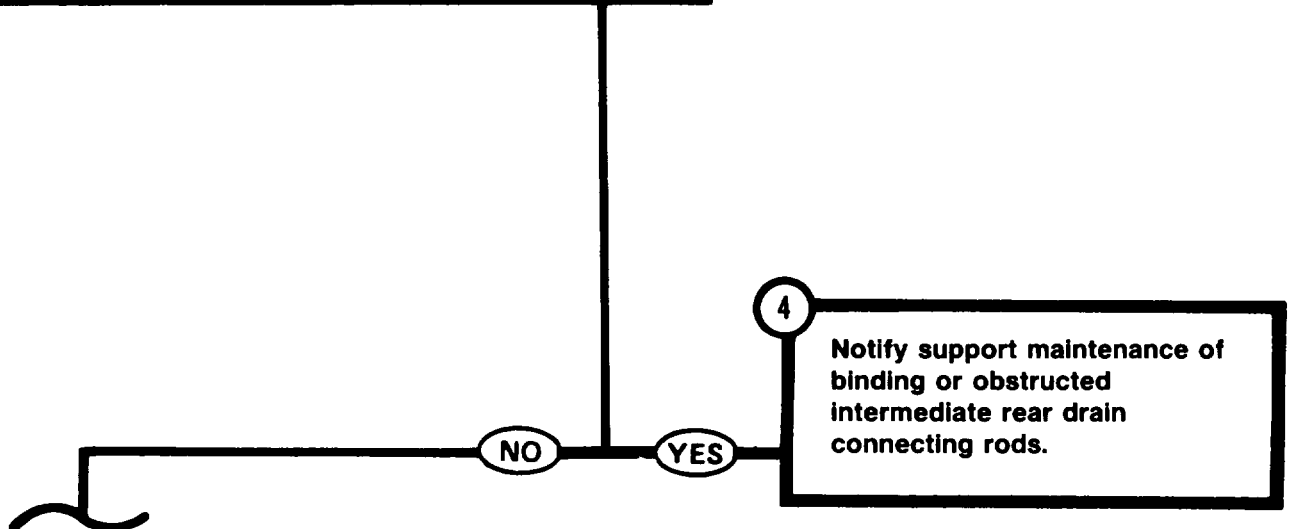 4
Notify support maintenance of
binding or obstructed
intermediate rear drain
connecting rods.
NO
YES